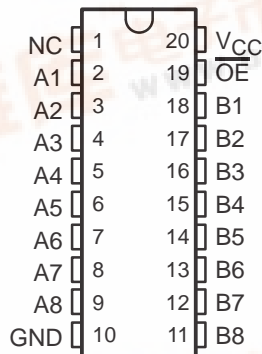 NC 1 20 VCC
A1 2 19 OE
A2 3 18 B1
A3 4 17 B2
A4 5 16 B3
A5 6 15 B4
A6 7 14 B5
A7 8 13 B6
A8 9 12 B7
GND 10 11 B8